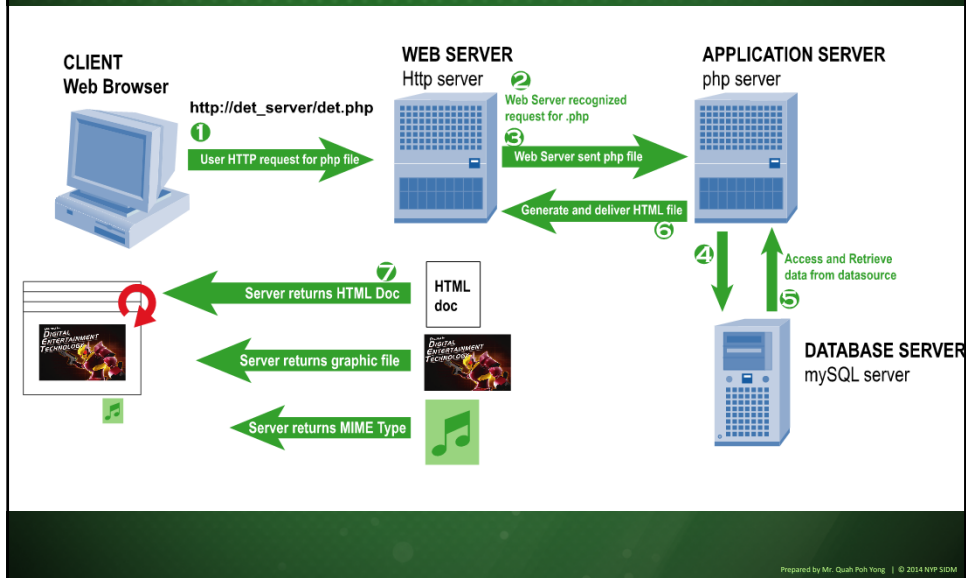 CLIENT
Web Browser
WEB SERVER
Http server
APPLICATION SERVER
php server
http://det_server/det.php
1
User HTTP request for php file
2
Web Server recognized
request for .php
3
Web Server sent php file
Generate and deliver HTML file
6
4
Access and Retrieve
data from datasource
5
7
Server returns HTML Doc
HTML
doc
DIGITAL
ENTERTAINMENT
TECHNOLOGY
Server returns graphic file
DIGITAL
ENTERTAINMENT
TECHNOLOGY
DATABASE SERVER
mySQL server
Server returns MIME Type
Prepared by Mr. Quah Poh Yong | © 2014 NYP SIDM